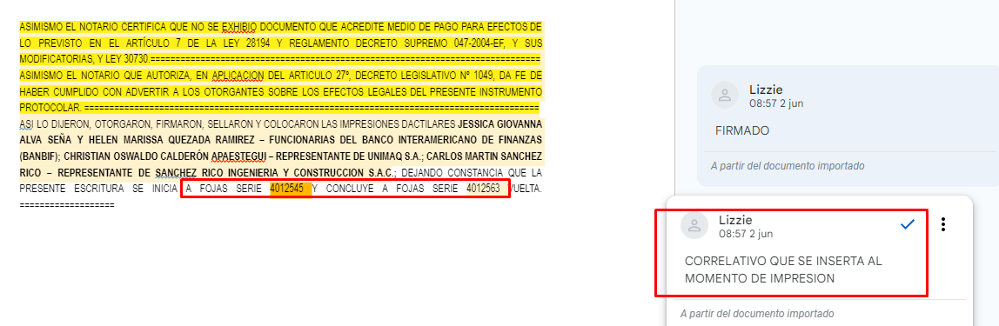 ASIMISMO EL NOTARIO CERTIFICA QUE NO SE EXHIBIO DOCUMENTO QUE ACREDITE MEDIO DE PAGO PARA EFECTOS DE
LO PREVISTO EN EL ARTÍCULO 7 DE LA LEY 28194 Y REGLAMENTO DECRETO SUPREMO 047-2004-EF, Y SUS
MODIFICATORIAS, Y LEY 30730.==============================================================================
ASIMISMO EL NOTARIO QUE AUTORIZA, EN APLICACION DEL ARTICULO 27°, DECRETO LEGISLATIVO Nº 1049, DA FE DE
HABER CUMPLIDO CON ADVERTIR A LOS OTORGANTES SOBRE LOS EFECTOS LEGALES DEL PRESENTE INSTRUMENTO
PROTOCOLAR. ==========================================================================================
ASI LO DIJERON, OTORGARON, FIRMARON, SELLARON Y COLOCARON LAS IMPRESIONES DACTILARES JESSICA GIOVANNA
ALVA SEÑA Y HELEN MARISSA QUEZADA RAMIREZ – FUNCIONARIAS DEL BANCO INTERAMERICANO DE FINANZAS
(BANBIF); CHRISTIAN OSWALDO CALDERÓN APAESTEGUI – REPRESENTANTE DE UNIMAQ S.A.; CARLOS MARTIN SANCHEZ
RICO – REPRESENTANTE DE SANCHEZ RICO INGENIERIA Y CONSTRUCCION S.A.C.; DEJANDO CONSTANCIA QUE LA
PRESENTE ESCRITURA SE INICIA A FOJAS SERIE 4012545 Y CONCLUYE A FOJAS SERIE 4012563 VUELTA.
===================
Lizzie
08:57 2 jun
FIRMADO
A partir del documento importado
Lizzie
08:57 2 jun
CORRELATIVO QUE SE INSERTA AL
MOMENTO DE IMPRESION
A partir del documento importado